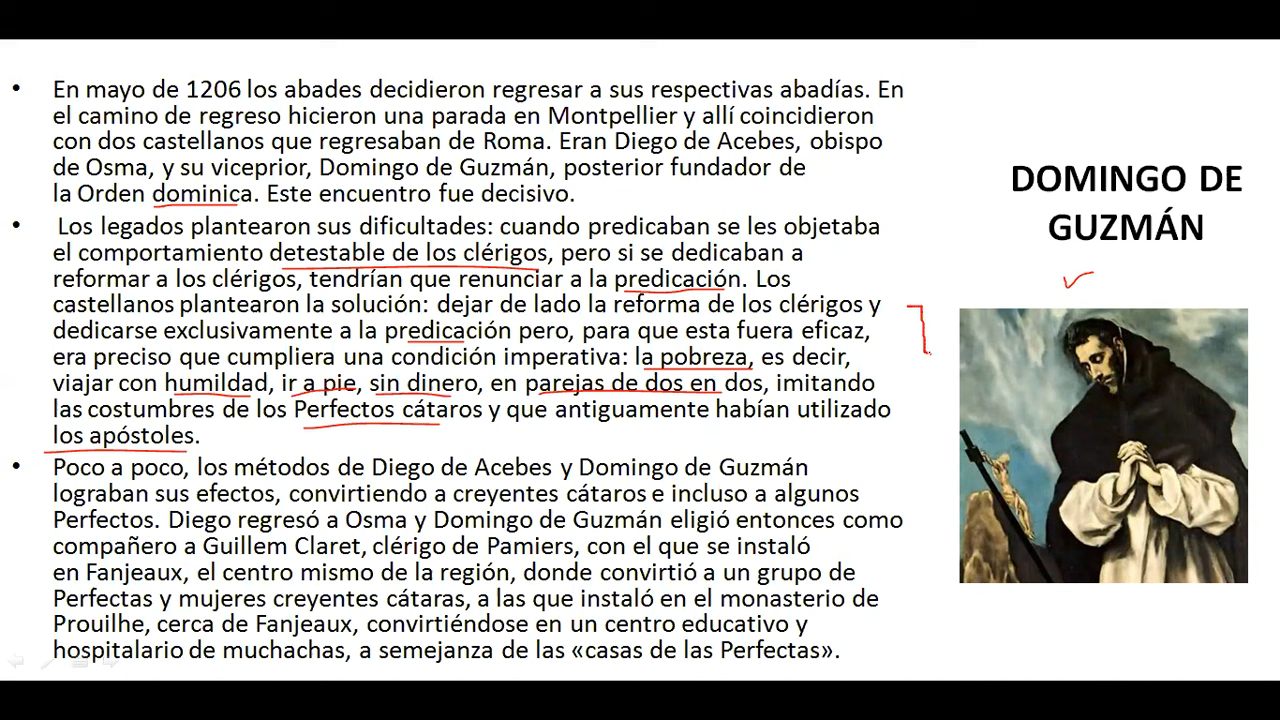 • En mayo de 1206 los abades decidieron regresar a sus respectivas abadías. En
el camino de regreso hicieron una parada en Montpellier y allí coincidieron
con dos castellanos que regresaban de Roma. Eran Diego de Acebes, obispo
de Osma, y su viceprior, Domingo de Guzmán, posterior fundador de
la Orden dominica. Este encuentro fue decisivo.
• Los legados plantearon sus dificultades: cuando predicaban se les objetaba
el comportamiento detestable de los clérigos, pero si se dedicaban a
reformar a los clérigos, tendrían que renunciar a la predicación. Los
castellanos plantearon la solución: dejar de lado la reforma de los clérigos y
dedicarse exclusivamente a la predicación pero, para que esta fuera eficaz,
era preciso que cumpliera una condición imperativa: la pobreza, es decir,
viajar con humildad, ir a pie, sin dinero, en parejas de dos en dos, imitando
las costumbres de los Perfectos cátaros y que antiguamente habían utilizado
los apóstoles.
• Poco a poco, los métodos de Diego de Acebes y Domingo de Guzmán
lograban sus efectos, convirtiendo a creyentes cátaros e incluso a algunos
Perfectos. Diego regresó a Osma y Domingo de Guzmán eligió entonces como
compañero a Guillem Claret, clérigo de Pamiers, con el que se instaló
en Fanjeaux, el centro mismo de la región, donde convirtió a un grupo de
Perfectas y mujeres creyentes cátaras, a las que instaló en el monasterio de
Prouilhe, cerca de Fanjeaux, convirtiéndose en un centro educativo y
hospitalario de muchachas, a semejanza de las «casas de las Perfectas».
DOMINGO DE
GUZMÁN